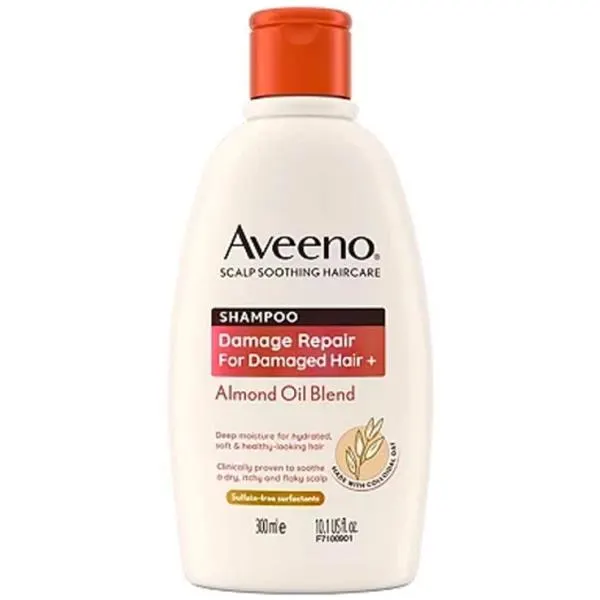 Aveeno®
SCALP SOOTHING HAIRCARE
SHAMPOO
Damage Repair
For Damaged Hair +
Almond Oil Blend
Deep moisture for hydrated,
soft & healthy-looking hair
Clinically proven to soothe
a dry, itchy and flaky scalp
MADE WITH COLLOIDAL OAT
Sulfate-free surfactants
300 ml e
10.1 US fl. oz.
F7100901